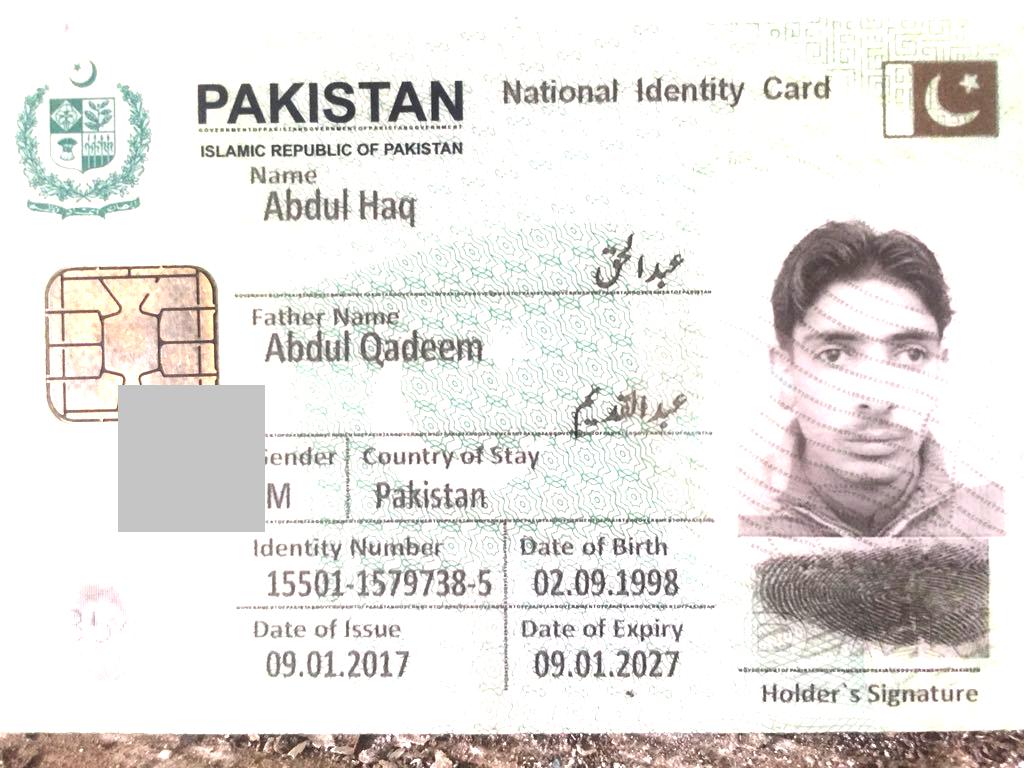 PAKISTAN National Identity Card
ISLAMIC REPUBLIC OF PAKISTAN
Name
Abdul Haq
عبدالحق
Father Name
Abdul Qadeem
عبدالقدیم
Gender Country of Stay
M Pakistan
Identity Number Date of Birth
15501-1579738-5 02.09.1998
Date of Issue Date of Expiry
09.01.2017 09.01.2027
Holder`s Signature